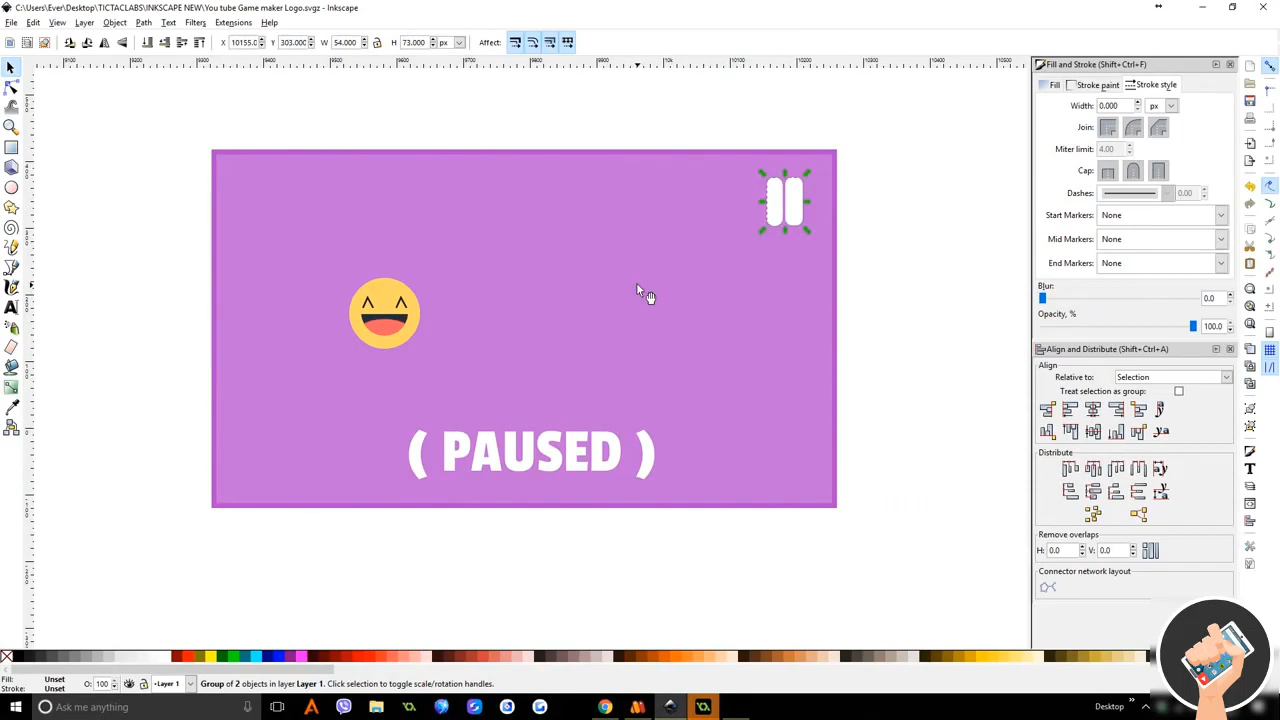 C:\Users\Ever\Desktop\TICTACLABS\INKSCAPE NEW\You tube Game maker Logo.svgz - Inkscape
File Edit View Layer Object Path Text Filters Extensions Help
X 10155.0 Y 303.000 W 54.000 H 73.000 px Affect:
Fill and Stroke (Shift+Ctrl+F)
Fill Stroke paint Stroke style
Width: 0.000 px
Join:
Miter limit: 4.00
Cap:
Dashes: 0.00
Start Markers: None
Mid Markers: None
End Markers: None
Blur:
0.0
Opacity, %
100.0
Align and Distribute (Shift+Ctrl+A)
Align
Relative to: Selection
Treat selection as group:
Distribute
Remove overlaps
H: 0.0 V: 0.0
Connector network layout
( PAUSED )
Fill: Unset
Stroke: Unset
O: 100
•Layer 1
Group of 2 objects in layer Layer 1. Click selection to toggle scale/rotation handles.
Ask me anything
Desktop